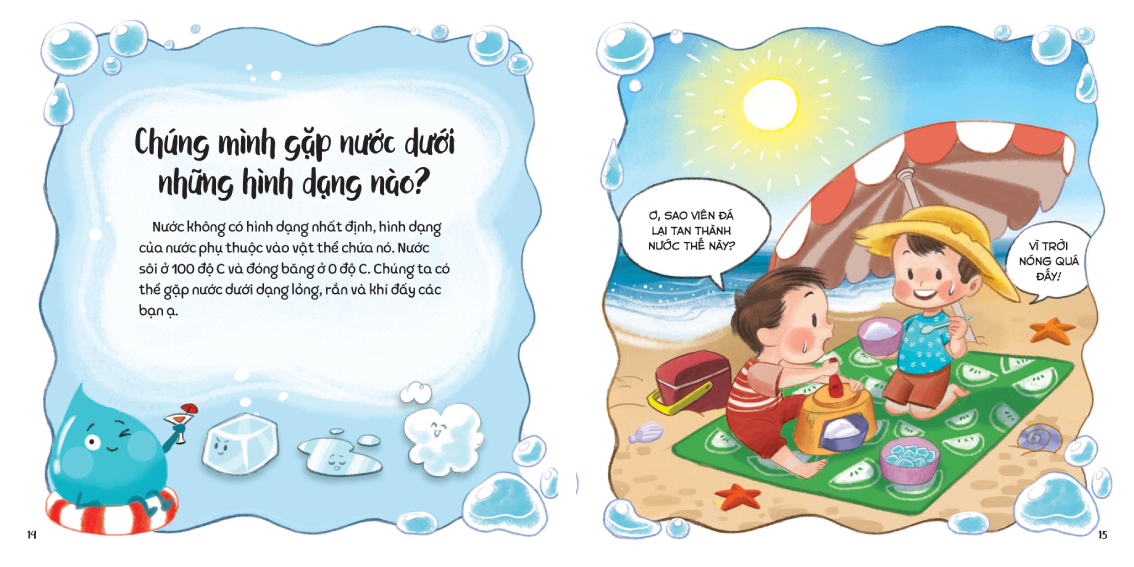 Chúng mình gặp nước dưới
những hình dạng nào?
Nước không có hình dạng nhất định, hình dạng
của nước phụ thuộc vào vật thể chứa nó. Nước
sôi ở 100 độ C và đóng băng ở 0 độ C. Chúng ta có
thể gặp nước dưới dạng lỏng, rắn và khí đấy các
bạn ạ.
14
Ơ, SAO VIÊN ĐÁ
LẠI TAN THÀNH
NƯỚC THẾ NÀY?
VÌ TRỜI
NÓNG QUÁ
ĐẤY!
15